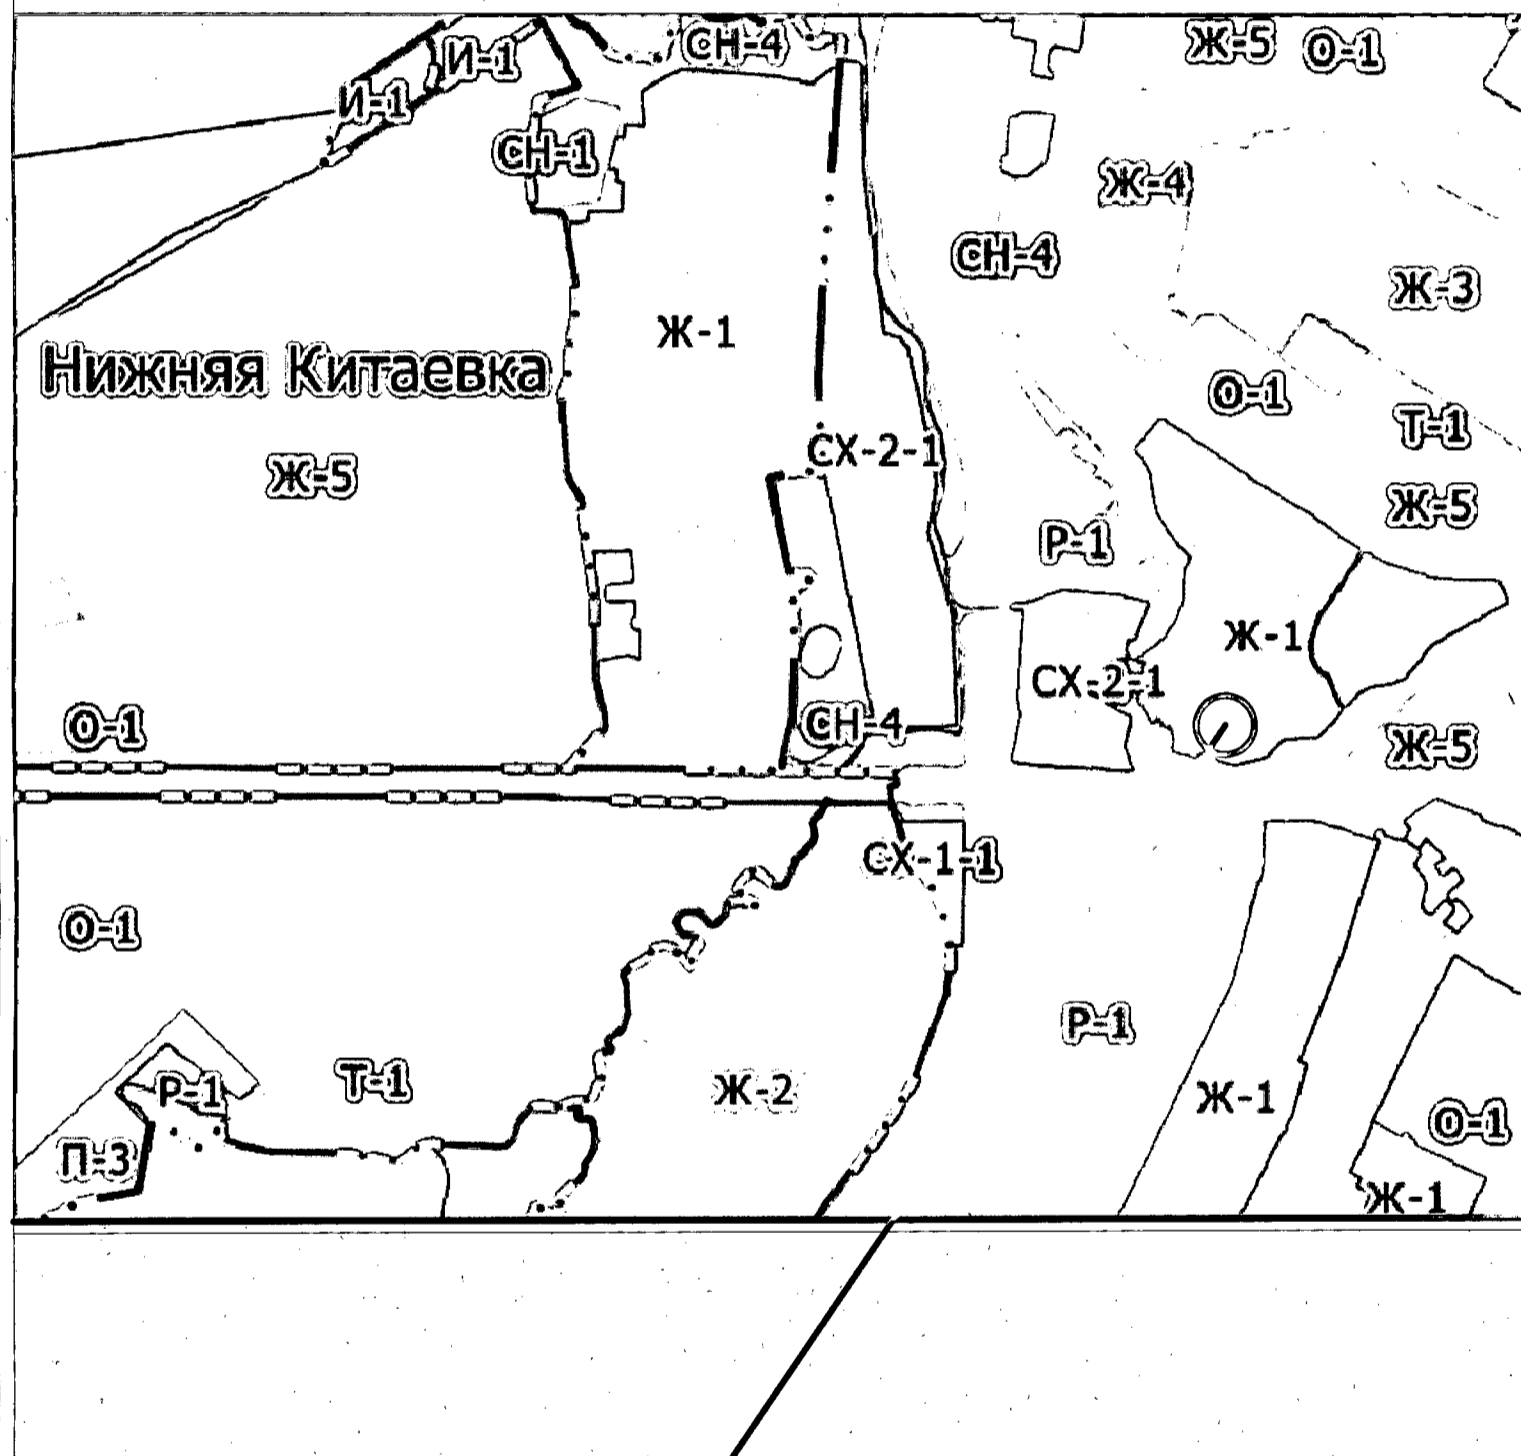 Ж-5 О-1
СН-4
И-1
И-1
СН-1
Ж-4
СН-4
Ж-3
Ж-1
Нижняя Китаевка
О-1
Т-1
СХ-2-1
Ж-5
Ж-5
Р-1
Ж-1
СХ-2-1
О-1
СН-4
Ж-5
СХ-1-1
О-1
Р-1
Т-1
Р-1
Ж-2
Ж-1
О-1
П-3
Ж-1